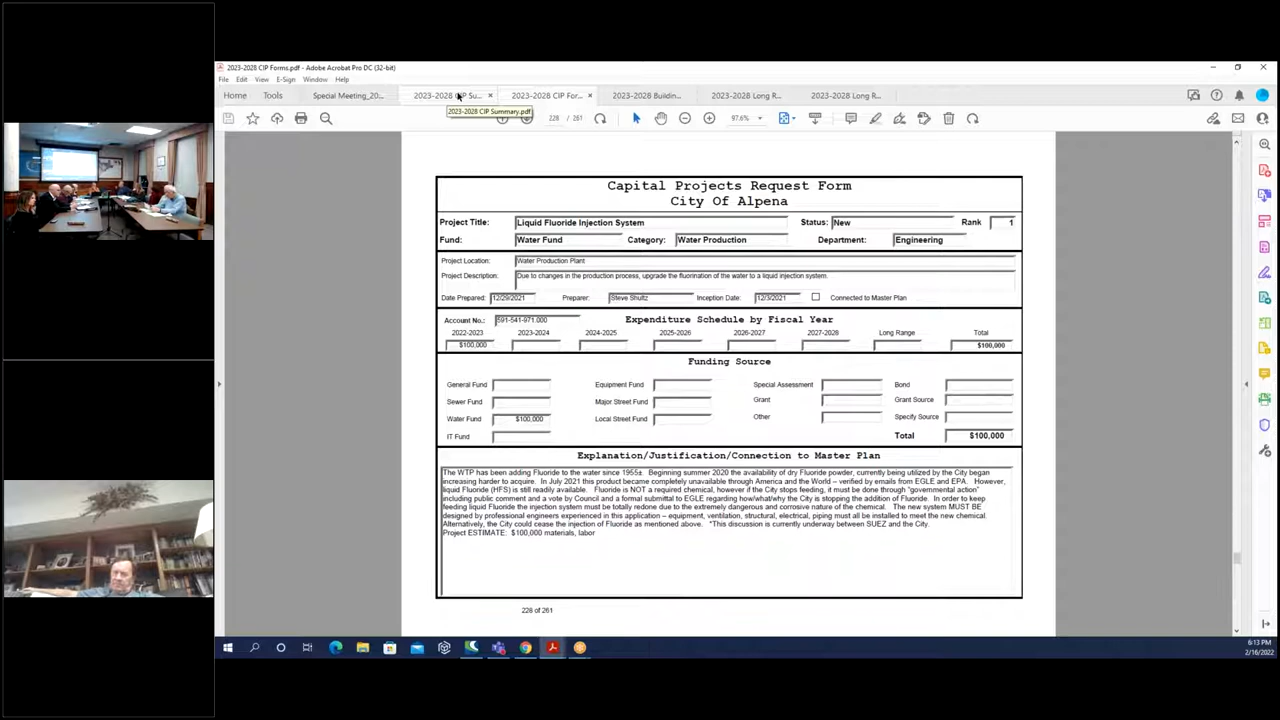 2023-2028 CIP Forms.pdf - Adobe Acrobat Pro DC (32-bit)
File Edit View E-Sign Window Help
Home Tools Special Meeting_20... 2023-2028 CIP Su... × 2023-2028 CIP For... × 2023-2028 Buildin... 2023-2028 Long R... 2023-2028 Long R...
2023-2028 CIP Summary.pdf
228 / 261 97.6%
Capital Projects Request Form
City Of Alpena
Project Title: Liquid Fluoride Injection System Status: New Rank 1
Fund: Water Fund Category: Water Production Department: Engineering
Project Location: Water Production Plant
Project Description: Due to changes in the production process, upgrade the fluorination of the water to a liquid injection system.
Date Prepared: 12/29/2021 Preparer: Steve Shultz Inception Date: 12/3/2021 Connected to Master Plan
Account No.: 591-541-971.000 Expenditure Schedule by Fiscal Year
2022-2023 2023-2024 2024-2025 2025-2026 2026-2027 2027-2028 Long Range Total
$100,000 $100,000
Funding Source
General Fund Equipment Fund Special Assessment Bond
Sewer Fund Major Street Fund Grant Grant Source
Water Fund $100,000 Local Street Fund Other Specify Source
IT Fund Total $100,000
Explanation/Justification/Connection to Master Plan
The WTP has been adding Fluoride to the water since 1955±. Beginning summer 2020 the availability of dry Fluoride powder, currently being utilized by the City began
increasing harder to acquire. In July 2021 this product became completely unavailable through America and the World – verified by emails from EGLE and EPA. However,
liquid Fluoride (HFS) is still readily available. Fluoride is NOT a required chemical, however if the City stops feeding, it must be done through "governmental action"
including public comment and a vote by Council and a formal submittal to EGLE regarding how/what/why the City is stopping the addition of Fluoride. In order to keep
feeding liquid Fluoride the injection system must be totally redone due to the extremely dangerous and corrosive nature of the chemical. The new system MUST BE
designed by professional engineers experienced in this application – equipment, ventilation, structural, electrical, piping must all be installed to meet the new chemical.
Alternatively, the City could cease the injection of Fluoride as mentioned above. *This discussion is currently underway between SUEZ and the City.
Project ESTIMATE: $100,000 materials, labor
228 of 261
6:13 PM
2/16/2022